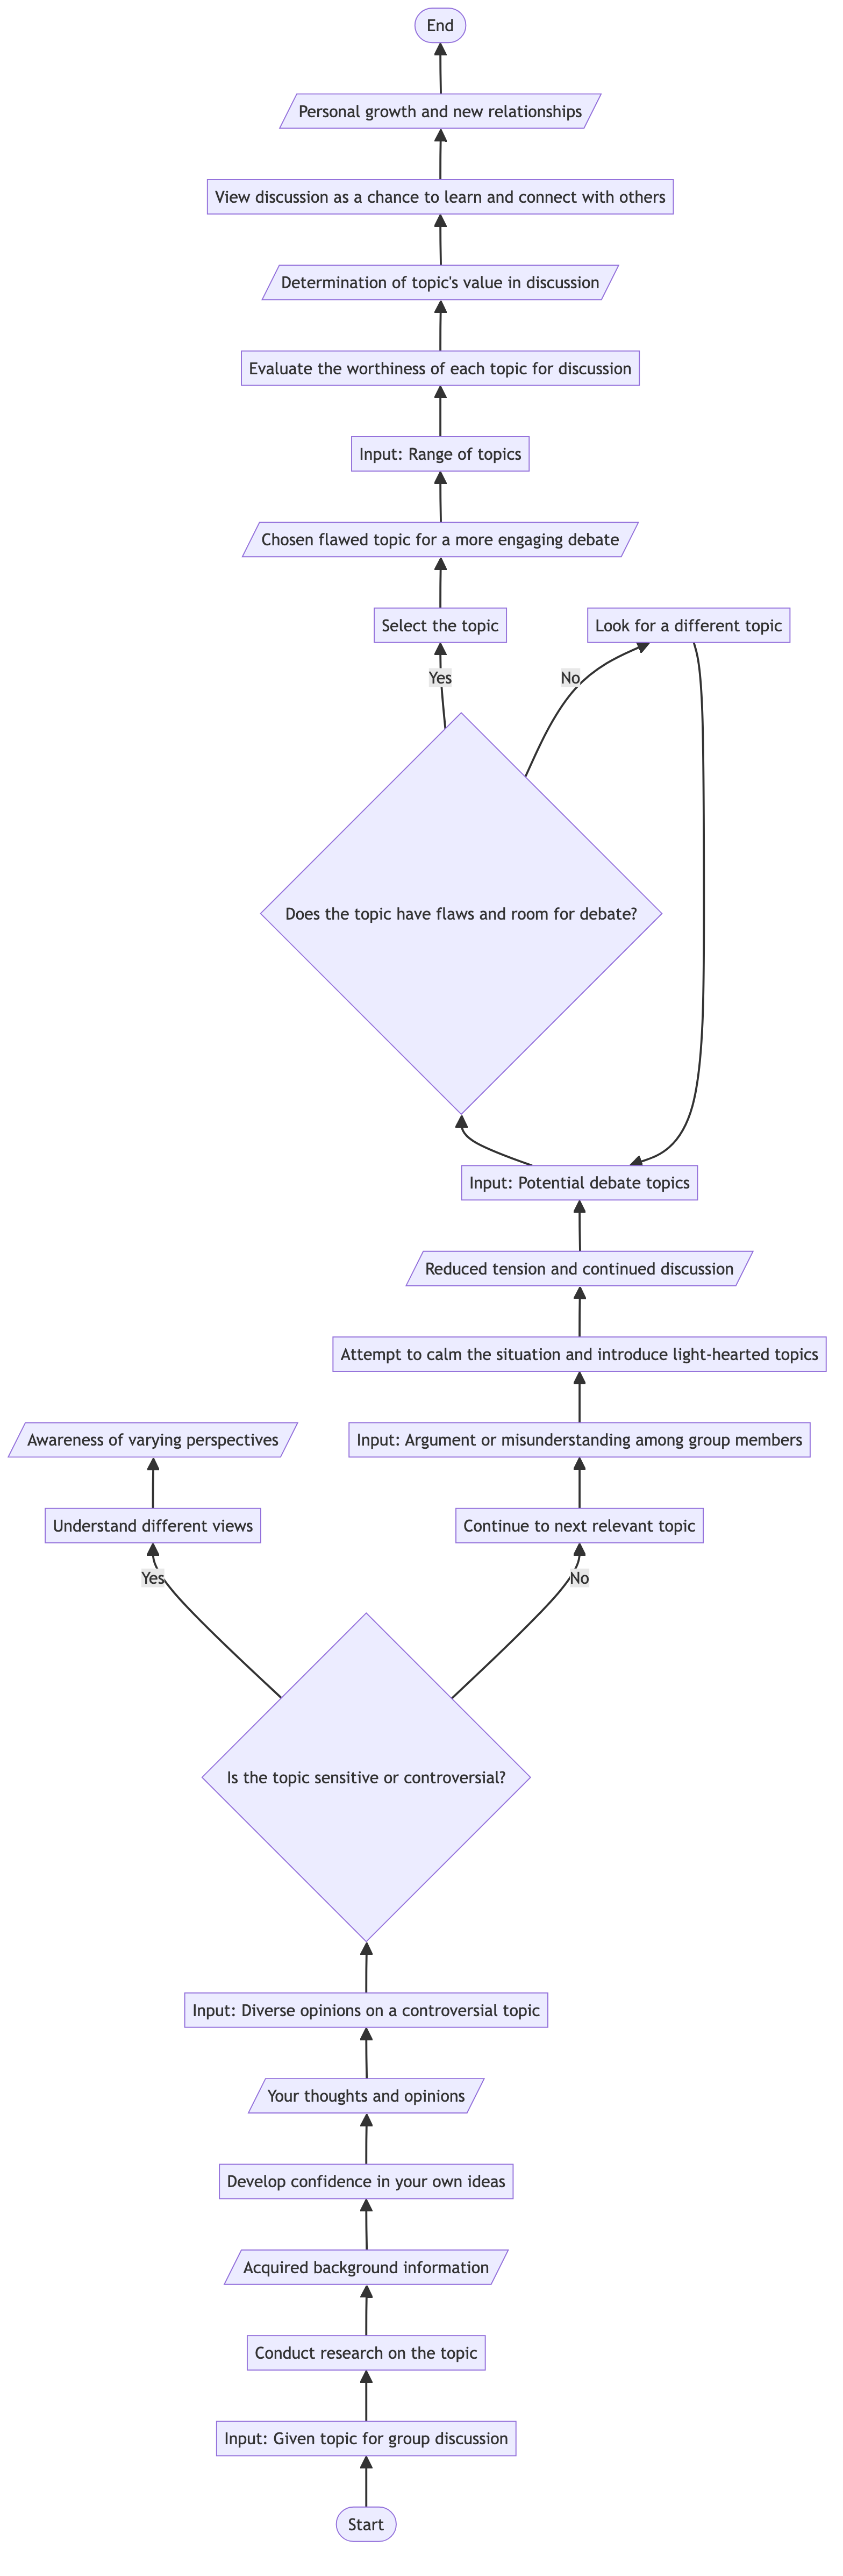 End
Personal growth and new relationships
View discussion as a chance to learn and connect with others
Determination of topic's value in discussion
Evaluate the worthiness of each topic for discussion
Input: Range of topics
Chosen flawed topic for a more engaging debate
Select the topic
Look for a different topic
Yes
No
Does the topic have flaws and room for debate?
Input: Potential debate topics
Reduced tension and continued discussion
Attempt to calm the situation and introduce light-hearted topics
Awareness of varying perspectives
Input: Argument or misunderstanding among group members
Understand different views
Continue to next relevant topic
Yes
No
Is the topic sensitive or controversial?
Input: Diverse opinions on a controversial topic
Your thoughts and opinions
Develop confidence in your own ideas
Acquired background information
Conduct research on the topic
Input: Given topic for group discussion
Start